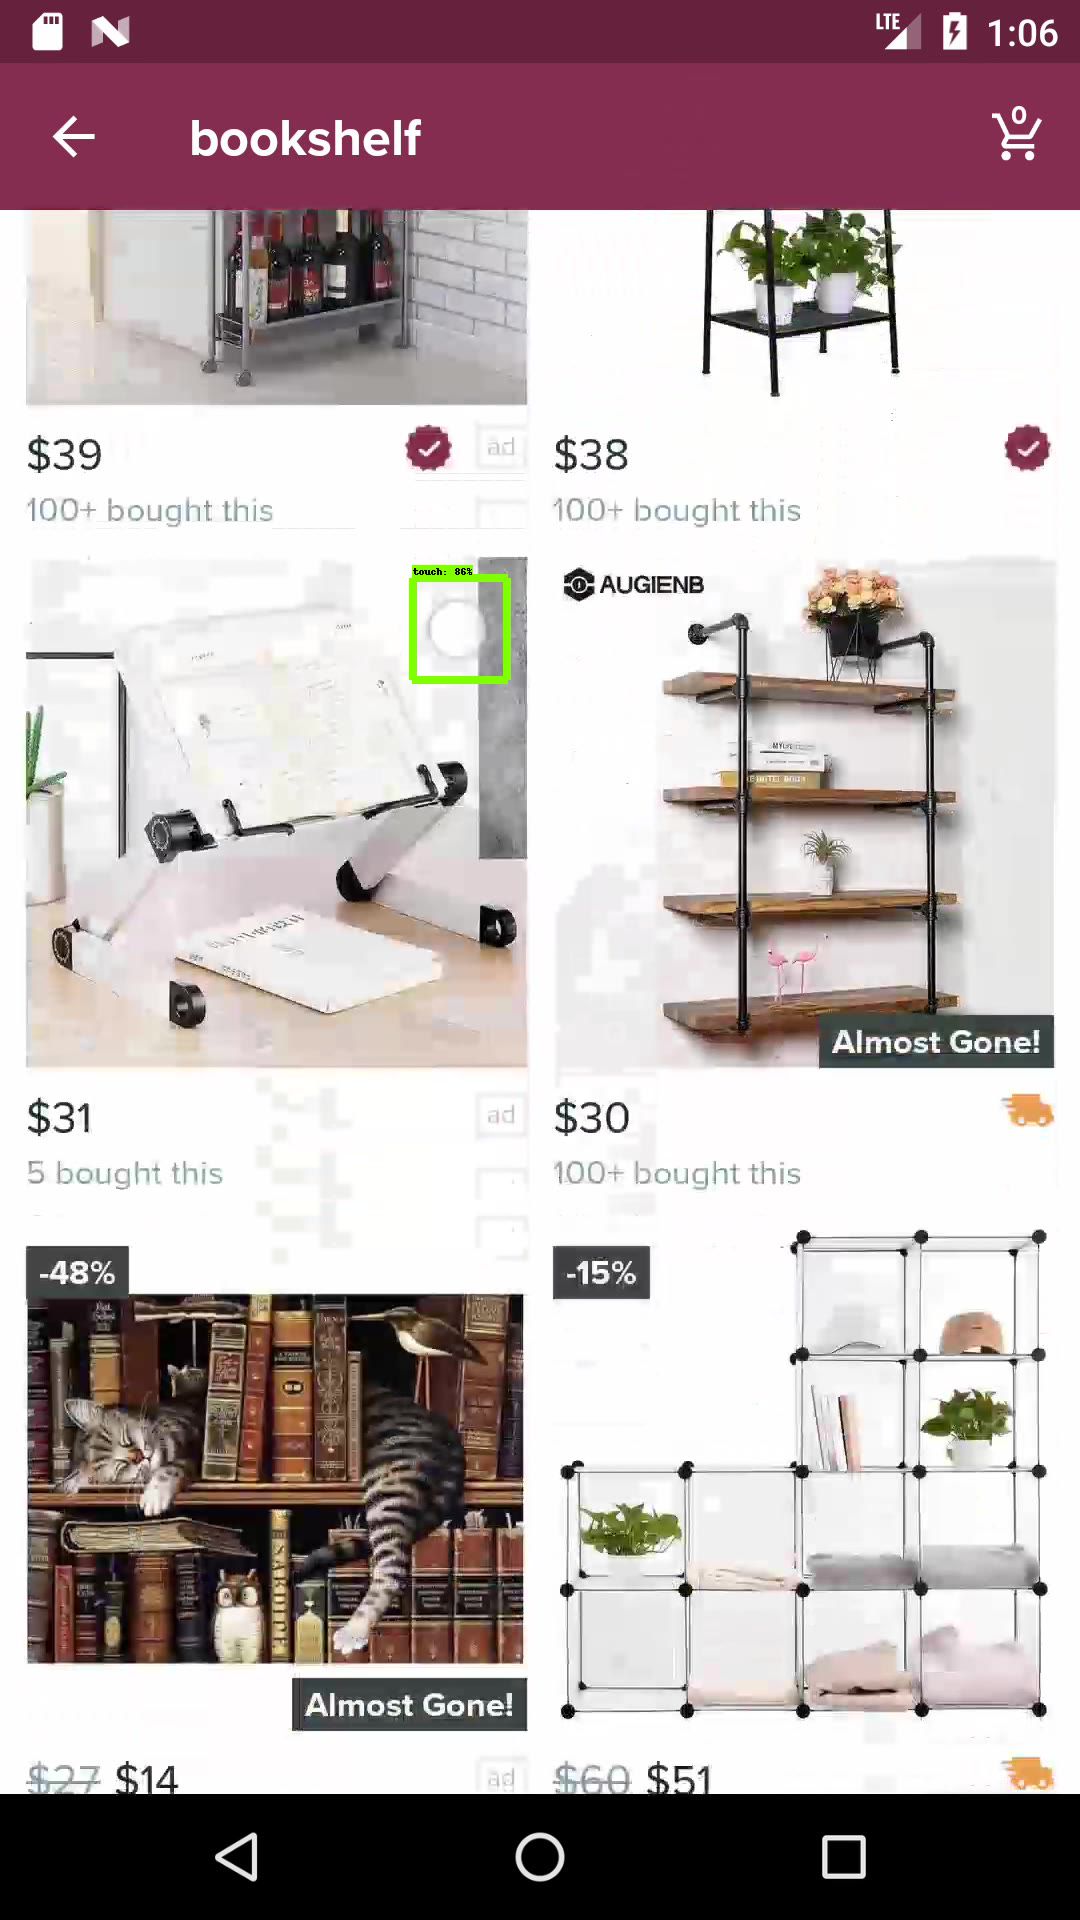 LTE 1:06
bookshelf
0
$39
ad
$38
100+ bought this
100+ bought this
touch: 86%
AUGIENB
Almost Gone!
$31
ad
$30
5 bought this
100+ bought this
-48%
-15%
Almost Gone!
$27 $14
ad
$60 $51